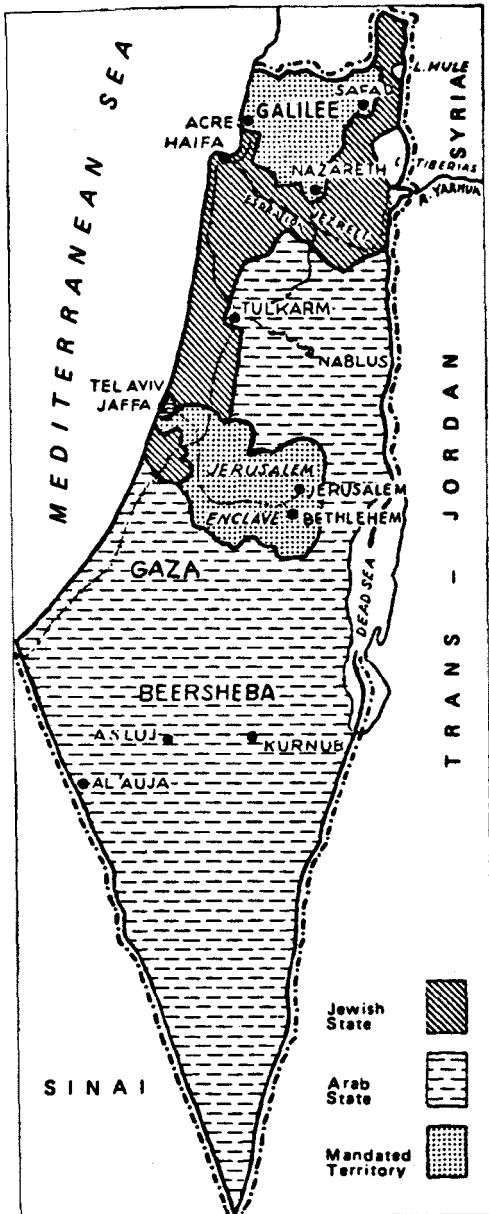 MEDITERRANEAN SEA
L. HULE
SAFAD
GALILEE
SYRIA
ACRE
HAIFA
L. TIBERIAS
NAZARETH
R. YARMUK
ESDRAELON
JEZREEL
TULKARM
NABLUS
TEL AVIV
JAFFA
JERUSALEM
ENCLAVE
JERUSALEM
BETHLEHEM
TRANS - JORDAN
DEAD SEA
GAZA
BEERSHEBA
ASLUJ
KURNUB
AL'AUJA
SINAI
Jewish
State
Arab
State
Mandated
Territory